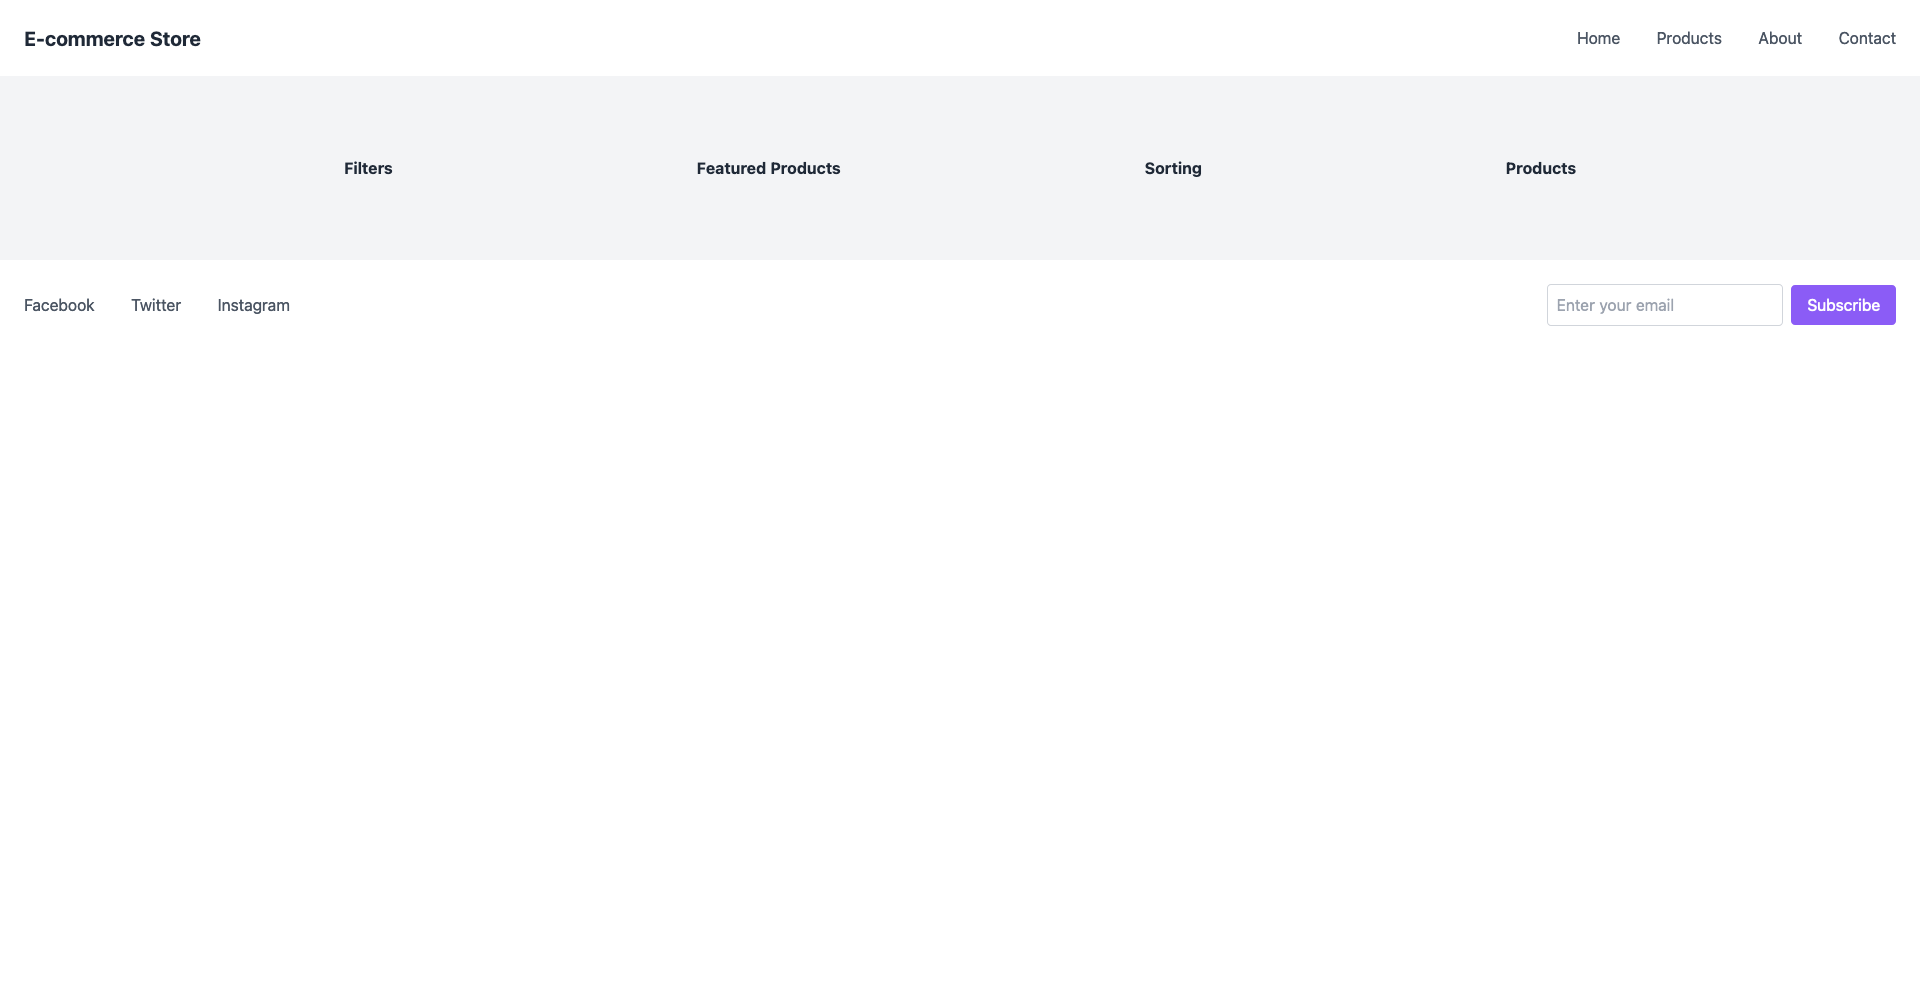 E-commerce Store
Home Products About Contact
Filters Featured Products Sorting Products
Facebook Twitter Instagram
Enter your email Subscribe